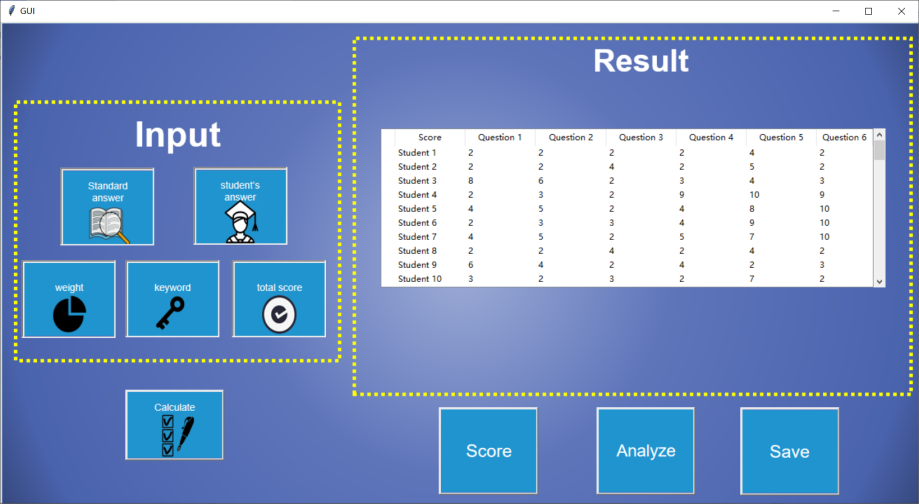 GUI
Input
Standard
answer
student's
answer
weight
keyword
total score
Calculate
Result
Score Question 1 Question 2 Question 3 Question 4 Question 5 Question 6
Student 1 2 2 2 2 4 2
Student 2 2 2 4 2 5 2
Student 3 8 6 2 3 4 3
Student 4 2 3 2 9 10 9
Student 5 4 5 2 4 8 10
Student 6 2 3 3 4 9 10
Student 7 4 5 2 5 7 10
Student 8 2 2 4 2 4 2
Student 9 6 4 2 4 2 3
Student 10 3 2 3 2 7 2
Score
Analyze
Save